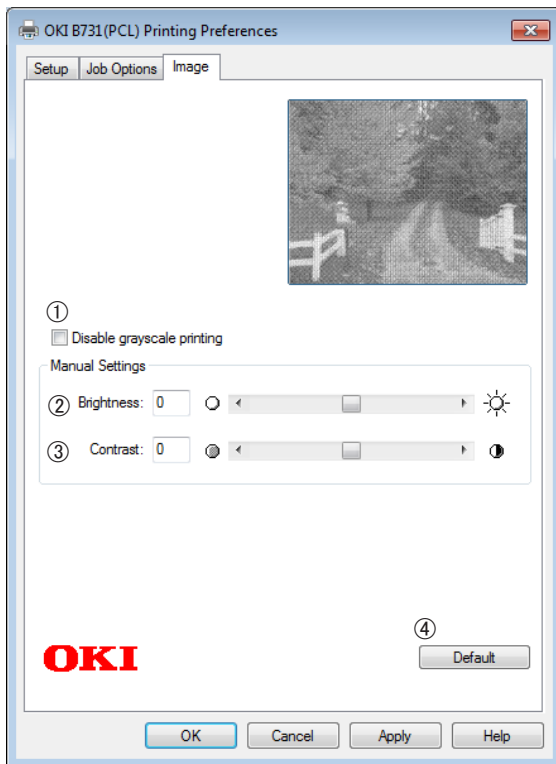 OKI B731(PCL) Printing Preferences
Setup Job Options Image
①
Disable grayscale printing
Manual Settings
② Brightness: 0
③ Contrast: 0
④
OKI Default
OK Cancel Apply Help